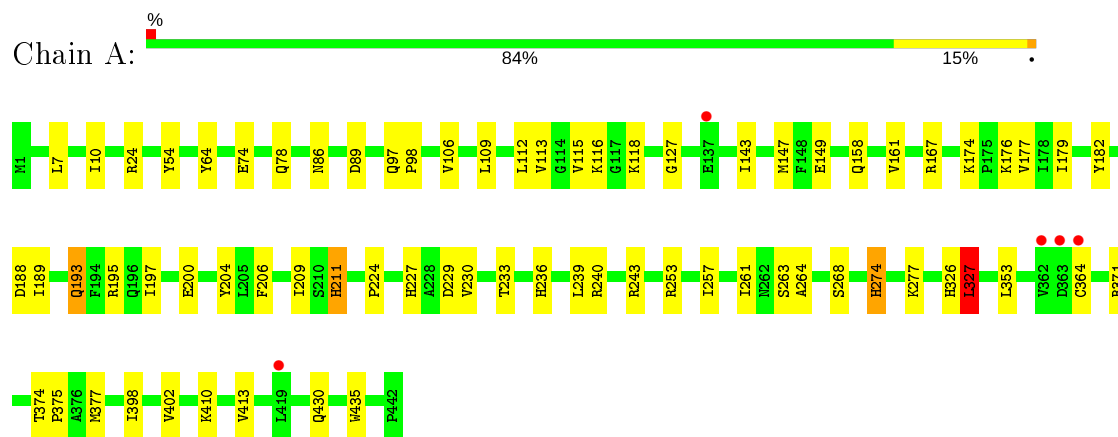 %
Chain A:
84% 15% •
M1 L7 I10 R24 Y54 Y64 E74 Q78 N86 D89 Q97 P98 V106 L109 L112 V113 G114 V115 K116 G117 K118 G127 E137 I143 M147 F148 E149 Q158 V161 R167 K174 P175 K176 V177 I178 I179 Y182
D188 I189 Q193 F194 R195 Q196 I197 E200 Y204 L205 F206 I209 S210 H211 P224 H227 A228 D229 V230 T233 H236 L239 R240 R243 R253 I257 I261 N262 S263 A264 S268 H274 K277 H326 L327 L353 V362 D363 C364
T374 P375 A376 M377 I398 V402 K410 V413 L419 Q430 W435 P442